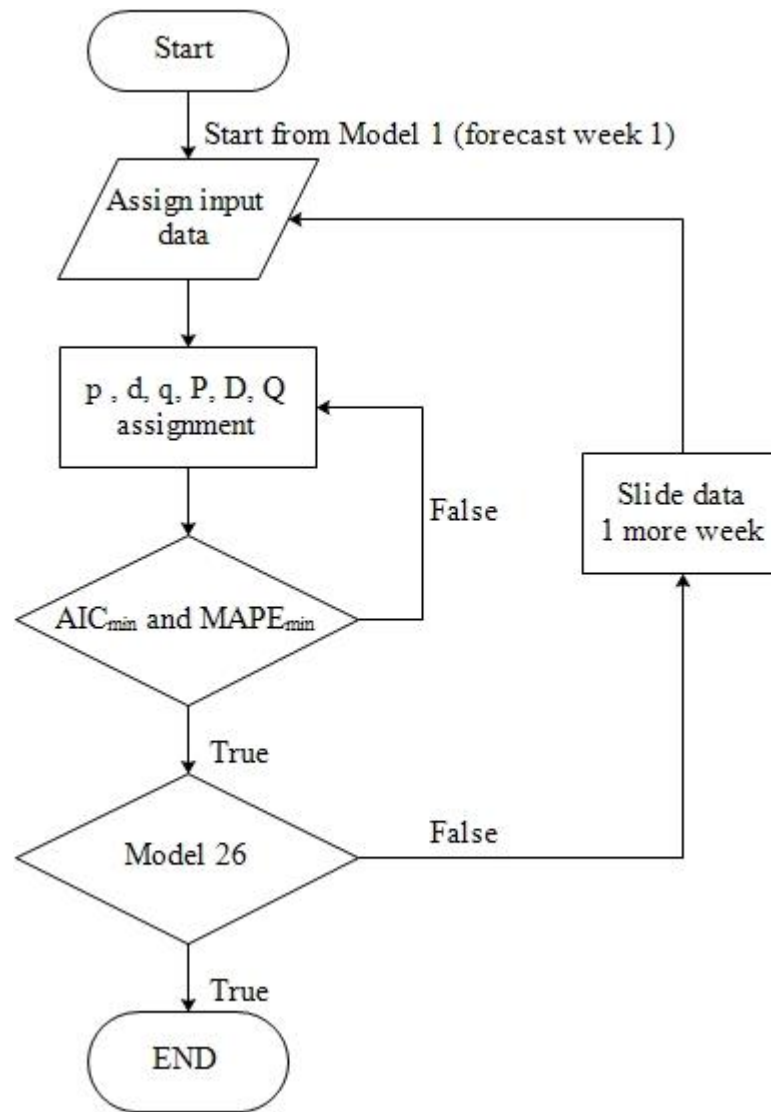 Start
Start from Model 1 (forecast week 1)
Assign input
data
p , d, q, P, D, Q
assignment
False
Slide data
1 more week
AICmin and MAPEmin
True
Model 26
False
True
END